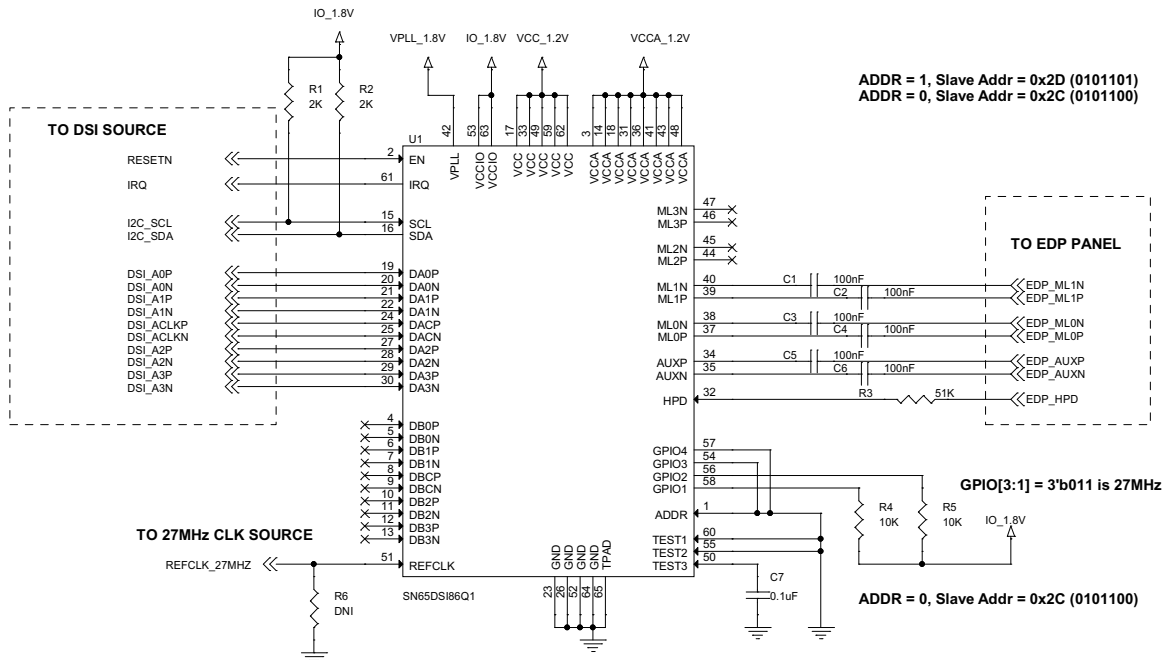 IO_1.8V
VPLL_1.8V IO_1.8V VCC_1.2V VCCA_1.2V
ADDR = 1, Slave Addr = 0x2D (0101101)
ADDR = 0, Slave Addr = 0x2C (0101100)
R1
2K
R2
2K
TO DSI SOURCE
RESETN
IRQ
I2C_SCL
I2C_SDA
DSI_A0P
DSI_A0N
DSI_A1P
DSI_A1N
DSI_ACLKP
DSI_ACLKN
DSI_A2P
DSI_A2N
DSI_A3P
DSI_A3N
U1
42 VPLL
53 VCCIO
63 VCCIO
17 VCC
33 VCC
49 VCC
59 VCC
62 VCC
3 VCCA
14 VCCA
18 VCCA
31 VCCA
36 VCCA
41 VCCA
43 VCCA
48 VCCA
2 EN
61 IRQ
15 SCL
16 SDA
19 DA0P
20 DA0N
21 DA1P
22 DA1N
24 DACP
25 DACN
27 DA2P
28 DA2N
29 DA3P
30 DA3N
4 DB0P
5 DB0N
6 DB1P
7 DB1N
8 DBCP
9 DBCN
10 DB2P
11 DB2N
12 DB3P
13 DB3N
51 REFCLK
ML3N 47
ML3P 46
ML2N 45
ML2P 44
ML1N 40
ML1P 39
ML0N 38
ML0P 37
AUXP 34
AUXN 35
HPD 32
GPIO4 57
GPIO3 54
GPIO2 56
GPIO1 58
ADDR 1
TEST1 60
TEST2 55
TEST3 50
GND 23
GND 26
GND 52
GND 64
TPAD 65
SN65DSI86Q1
C1 100nF
C2 100nF
C3 100nF
C4 100nF
C5 100nF
C6 100nF
R3 51K
TO EDP PANEL
EDP_ML1N
EDP_ML1P
EDP_ML0N
EDP_ML0P
EDP_AUXP
EDP_AUXN
EDP_HPD
GPIO[3:1] = 3'b011 is 27MHz
R4
10K
R5
10K
IO_1.8V
C7
0.1uF
ADDR = 0, Slave Addr = 0x2C (0101100)
TO 27MHz CLK SOURCE
REFCLK_27MHZ
R6
DNI